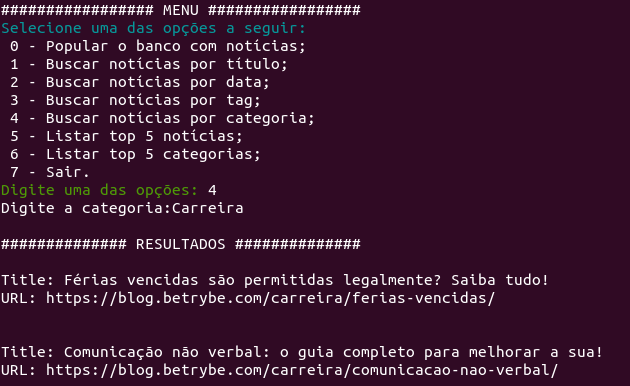 ################# MENU #################
Selecione uma das opções a seguir:
0 - Popular o banco com notícias;
1 - Buscar notícias por título;
2 - Buscar notícias por data;
3 - Buscar notícias por tag;
4 - Buscar notícias por categoria;
5 - Listar top 5 notícias;
6 - Listar top 5 categorias;
7 - Sair.
Digite uma das opções: 4
Digite a categoria:Carreira
############## RESULTADOS ##############
Title: Férias vencidas são permitidas legalmente? Saiba tudo!
URL: https://blog.betrybe.com/carreira/ferias-vencidas/
Title: Comunicação não verbal: o guia completo para melhorar a sua!
URL: https://blog.betrybe.com/carreira/comunicacao-nao-verbal/